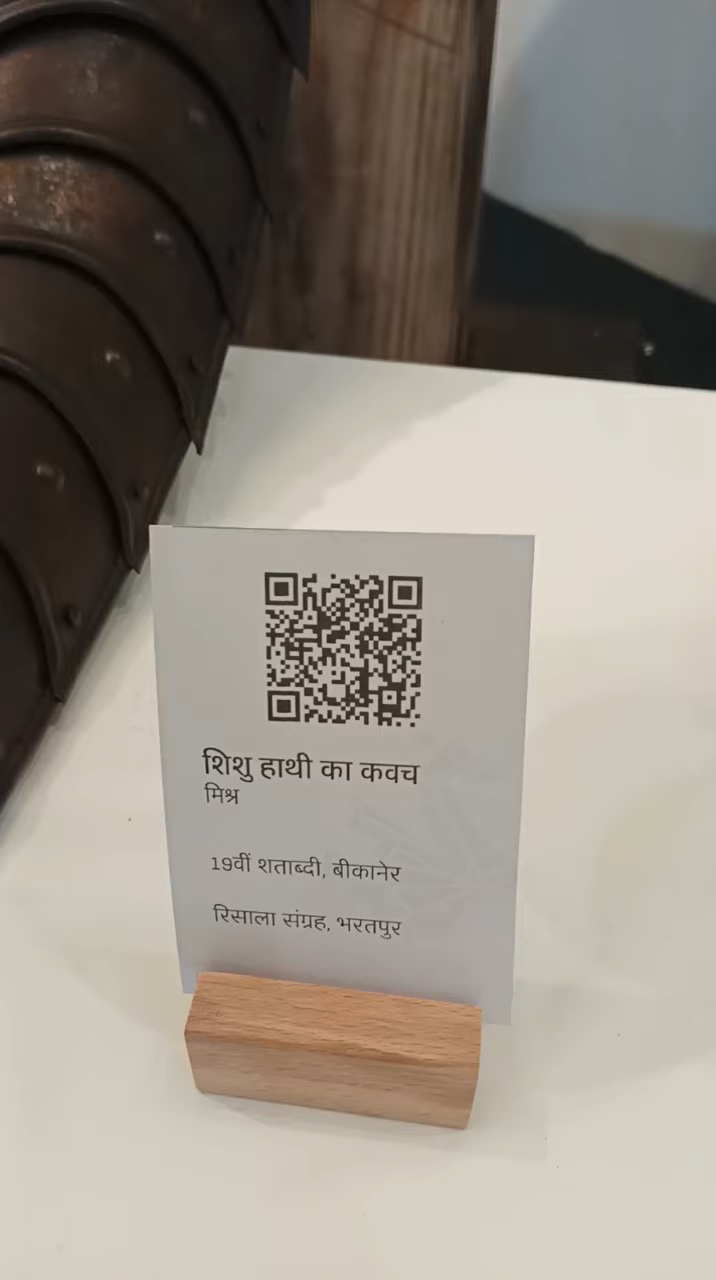 शिशु हाथी का कवच
मिश्र
19वीं शताब्दी, बीकानेर
रिसाला संग्रह, भरतपुर